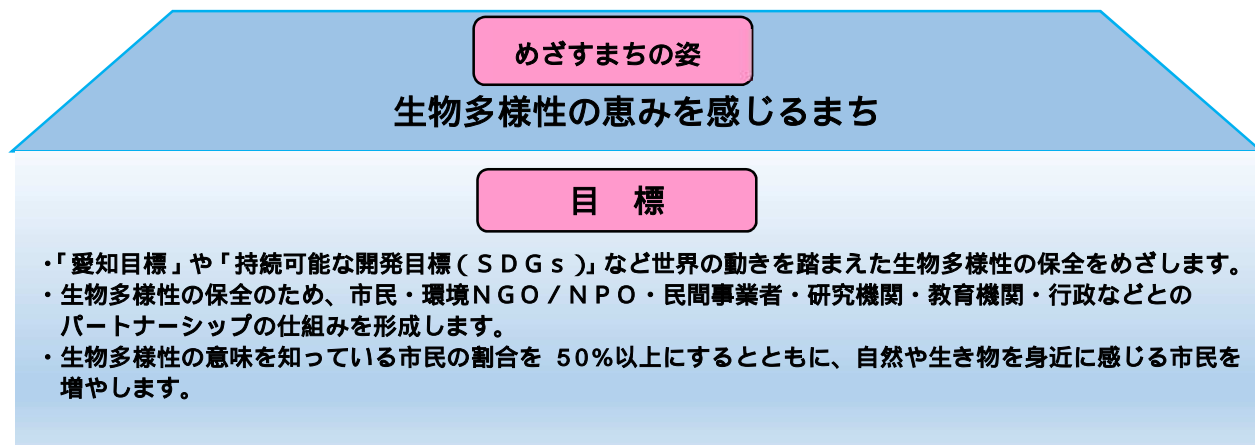 めざすまちの姿
生物多様性の恵みを感じるまち
目　標
・「愛知目標」や「持続可能な開発目標(ＳＤＧｓ)」など世界の動きを踏まえた生物多様性の保全をめざします。
・生物多様性の保全のため、市民・環境ＮＧＯ／ＮＰＯ・民間事業者・研究機関・教育機関・行政などとの
パートナーシップの仕組みを形成します。
・生物多様性の意味を知っている市民の割合を 50%以上にするとともに、自然や生き物を身近に感じる市民を
増やします。